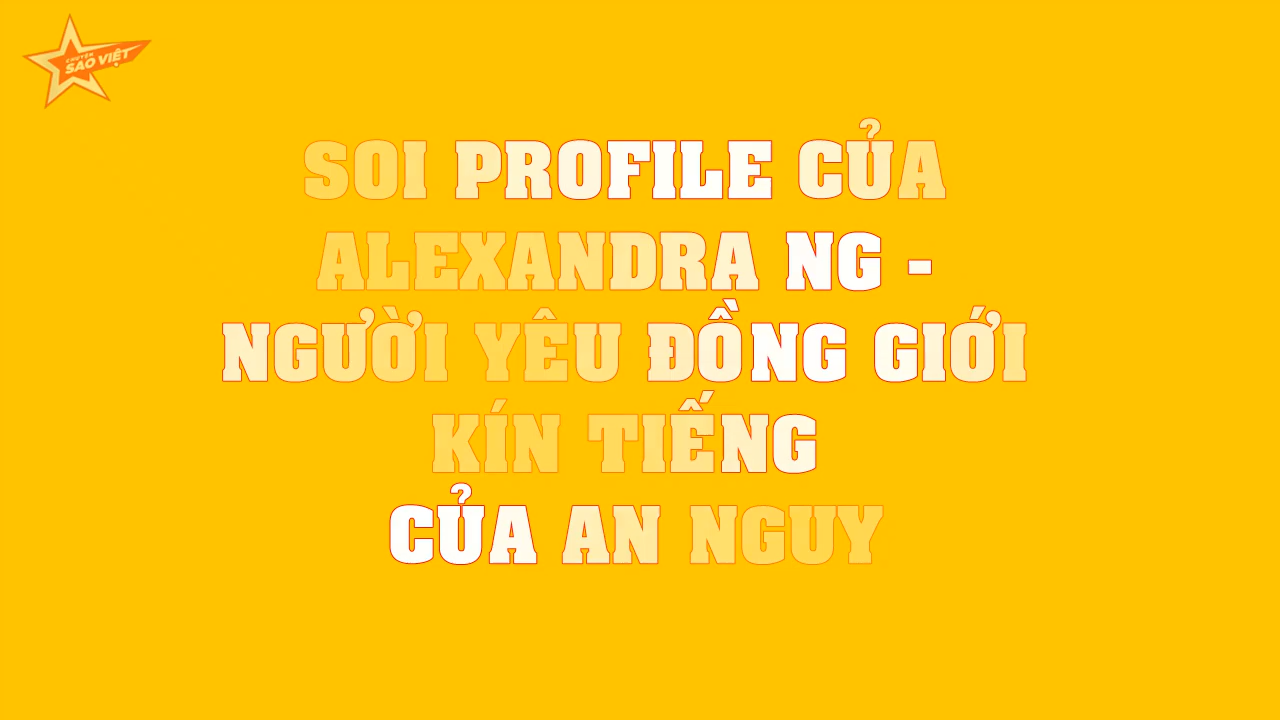 CHUYỆN
SAO VIỆT
SOI PROFILE CỦA
ALEXANDRA NG -
NGƯỜI YÊU ĐỒNG GIỚI
KÍN TIẾNG
CỦA AN NGUY